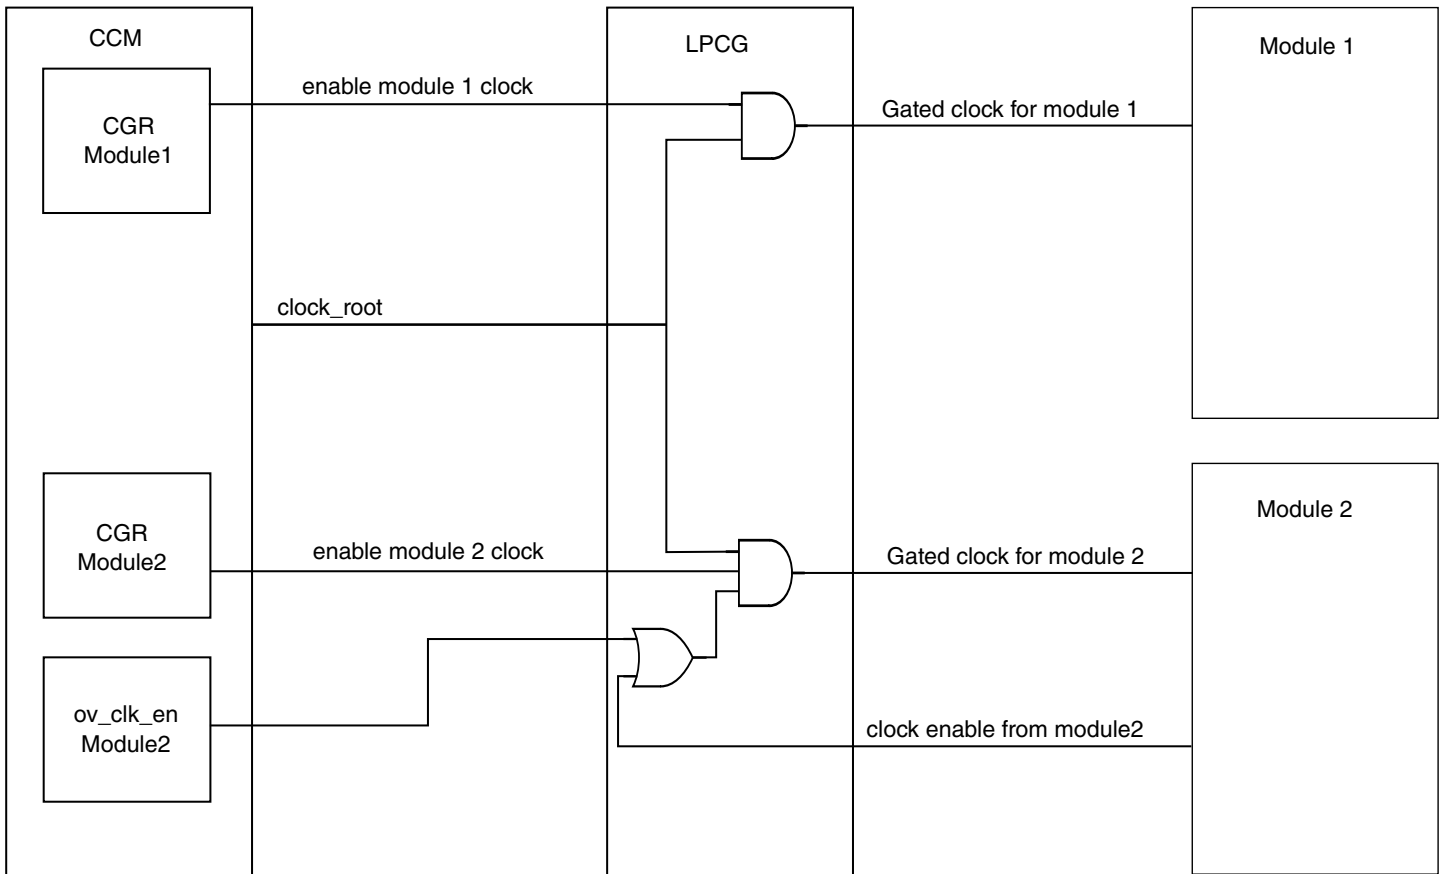 CCM
LPCG
Module 1
CGR
Module1
enable module 1 clock
Gated clock for module 1
clock_root
CGR
Module2
enable module 2 clock
Gated clock for module 2
Module 2
ov_clk_en
Module2
clock enable from module2